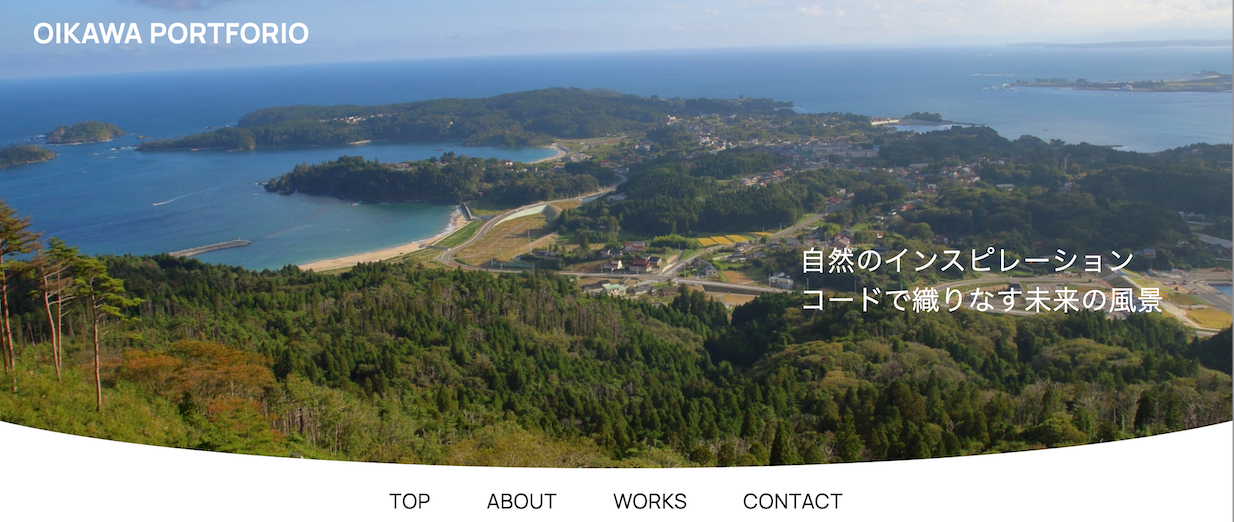 OIKAWA PORTFORIO
自然のインスピレーション
コードで織りなす未来の風景
TOP
ABOUT
WORKS
CONTACT